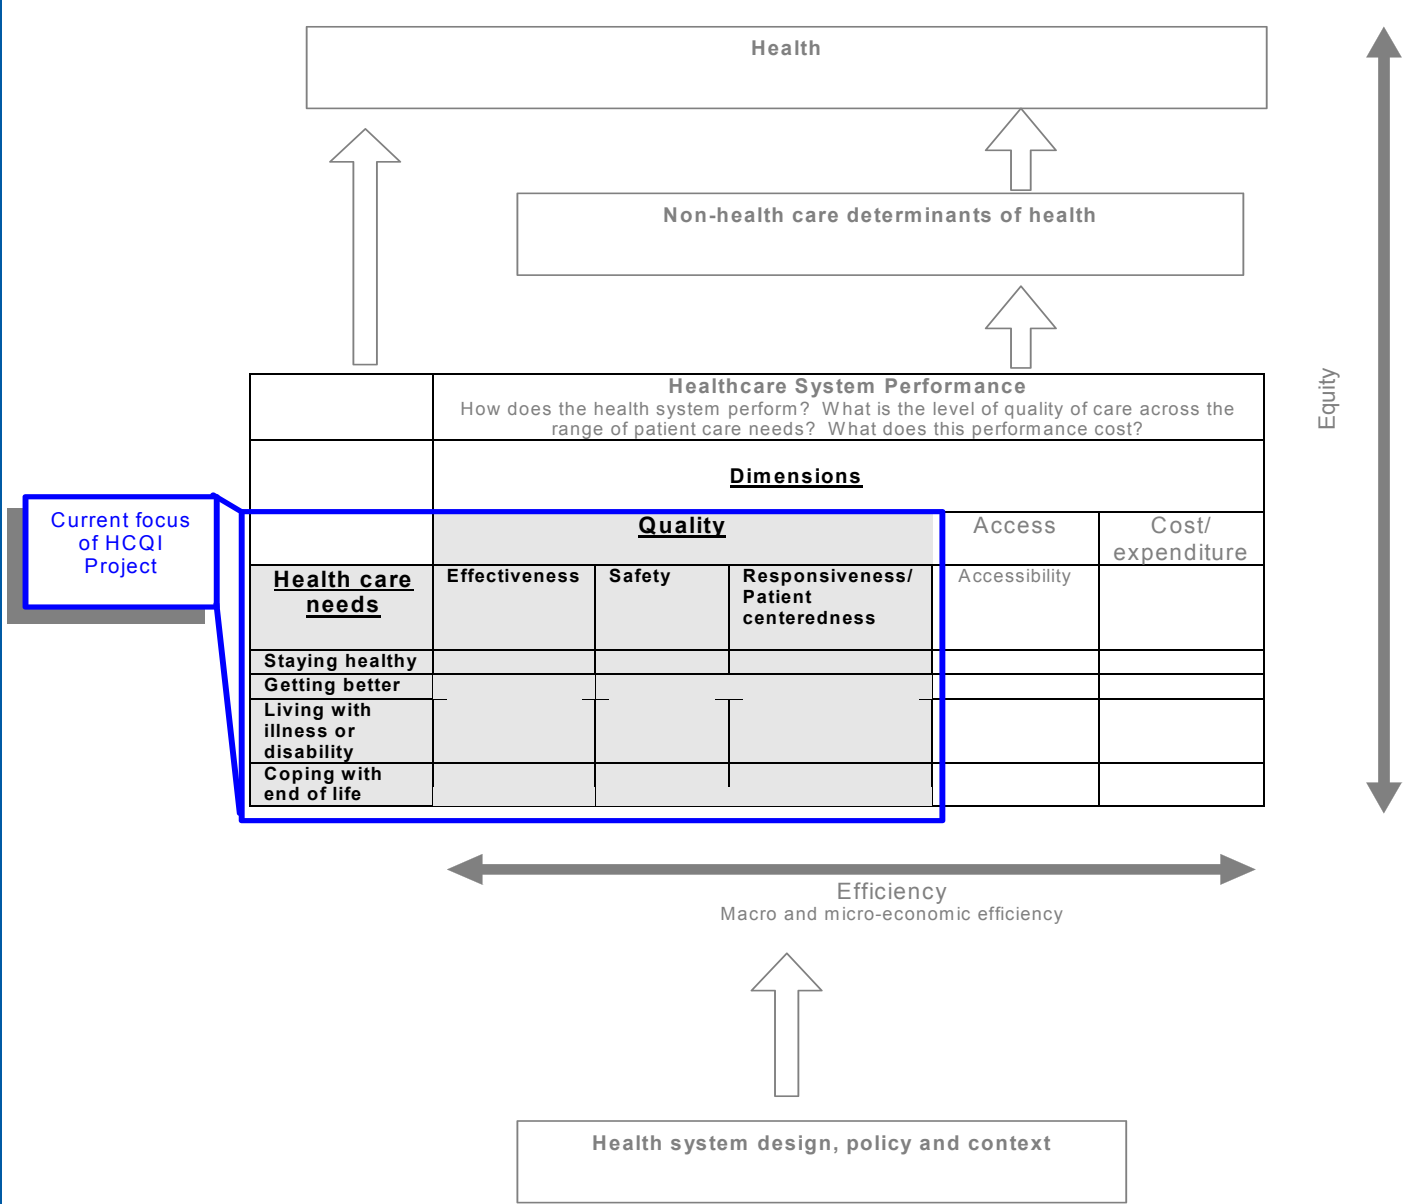 Health
Non-health care determinants of health
Healthcare System Performance
How does the health system perform? What is the level of quality of care across the
range of patient care needs? What does this performance cost?
Equity
Dimensions
Current focus
of HCQI
Project
Quality
Access
Cost/
expenditure
Health care
needs
Effectiveness
Safety
Responsiveness/
Patient
centeredness
Accessibility
Staying healthy
Getting better
Living with
illness or
disability
Coping with
end of life
Efficiency
Macro and micro-economic efficiency
Health system design, policy and context